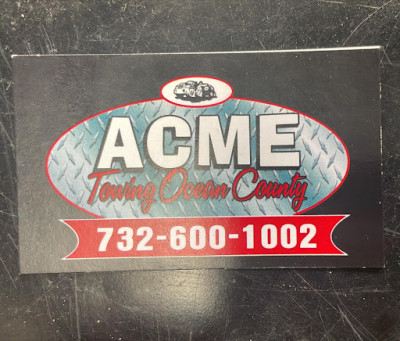 ACME
Towing Ocean County
732-600-1002